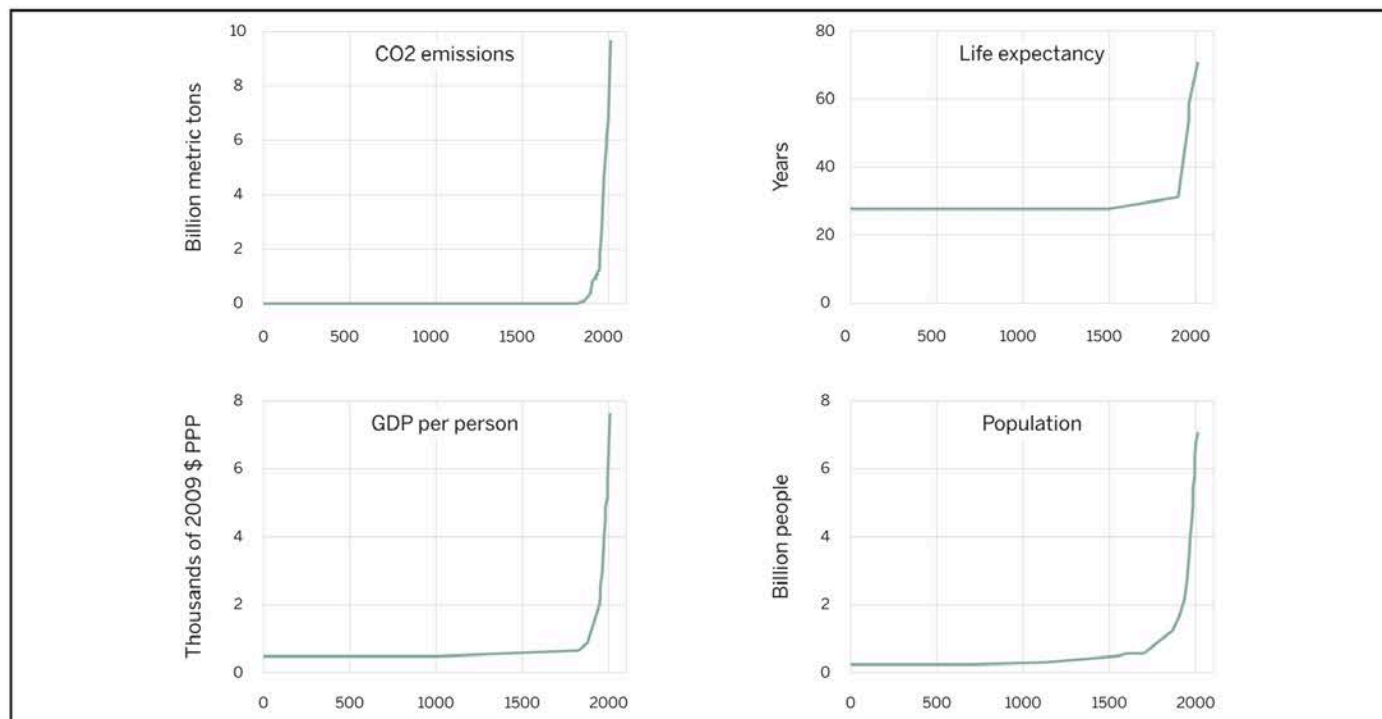 CO2 emissions
Billion metric tons
10
8
6
4
2
0
0 500 1000 1500 2000
Life expectancy
Years
80
60
40
20
0
0 500 1000 1500 2000
GDP per person
Thousands of 2009 $ PPP
8
6
4
2
0
0 500 1000 1500 2000
Population
Billion people
8
6
4
2
0
0 500 1000 1500 2000